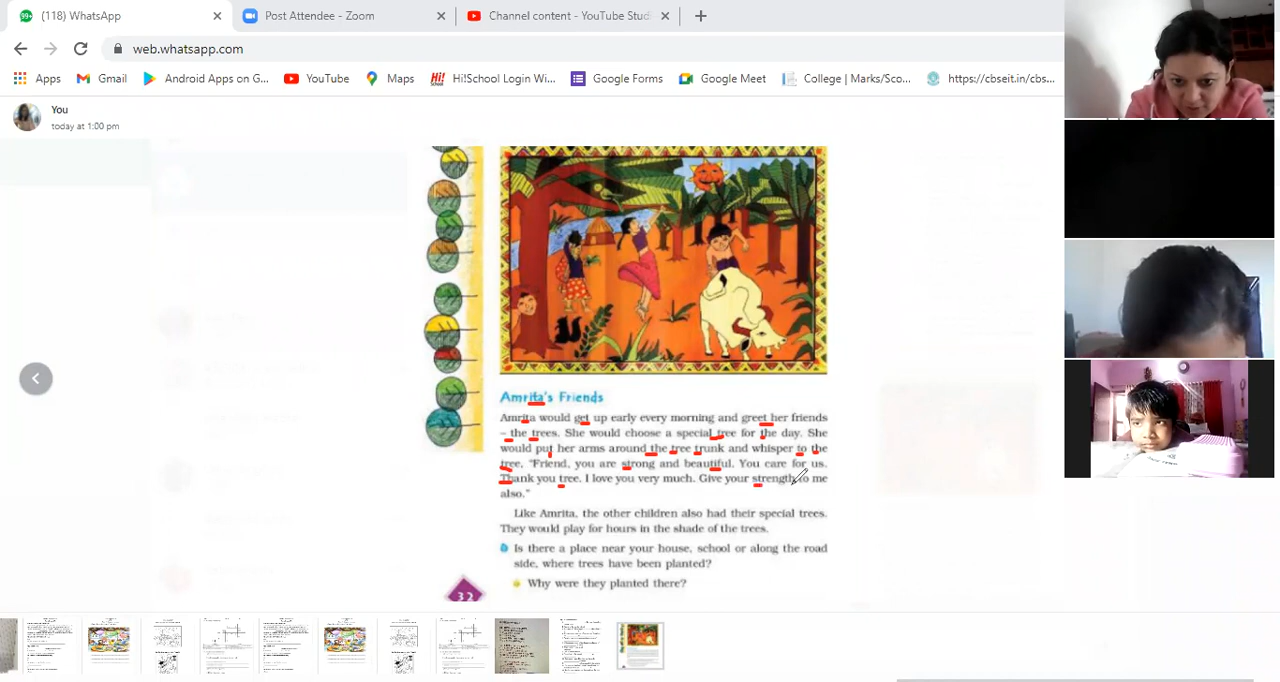 (118) WhatsApp
Post Attendee - Zoom
Channel content - YouTube Stud
web.whatsapp.com
Apps
Gmail
Android Apps on G...
YouTube
Maps
Hi!School Login Wi...
Google Forms
Google Meet
College | Marks/Sco...
https://cbseit.in/cbs...
You
today at 1:00 pm
Amrita's Friends
Amrita would get up early every morning and greet her friends
– the trees. She would choose a special tree for the day. She
would put her arms around the tree trunk and whisper to the
tree, "Friend, you are strong and beautiful. You care for us.
Thank you tree. I love you very much. Give your strength to me
also."
Like Amrita, the other children also had their special trees.
They would play for hours in the shade of the trees.
Is there a place near your house, school or along the road
side, where trees have been planted?
Why were they planted there?
32